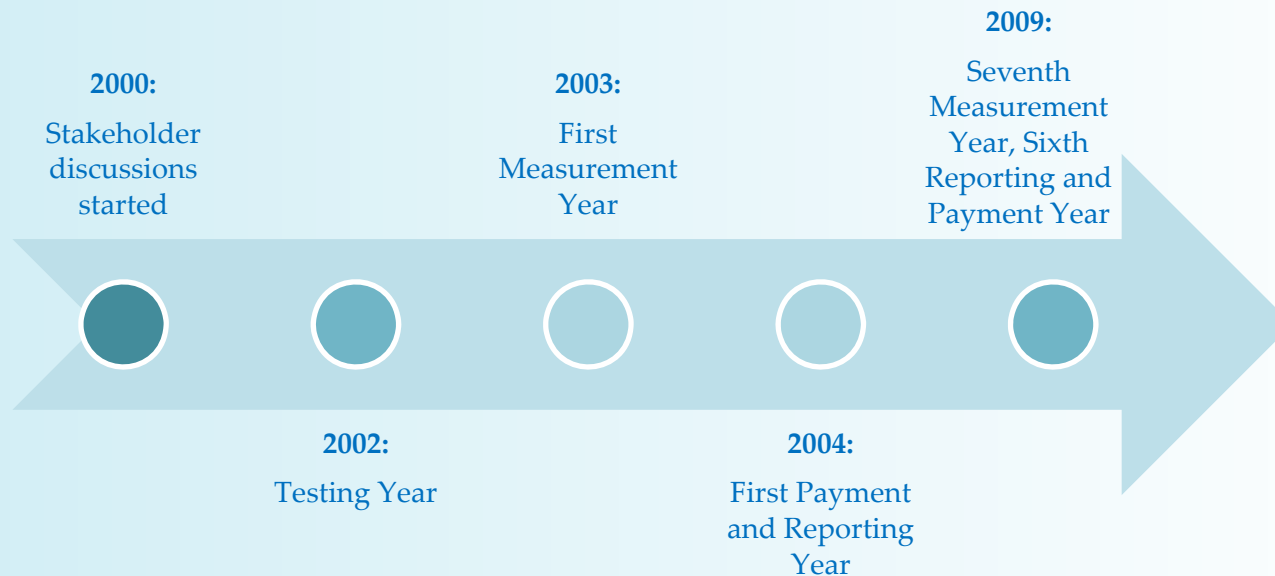 2000:
Stakeholder
discussions
started
2002:
Testing Year
2003:
First
Measurement
Year
2004:
First Payment
and Reporting
Year
2009:
Seventh
Measurement
Year, Sixth
Reporting and
Payment Year